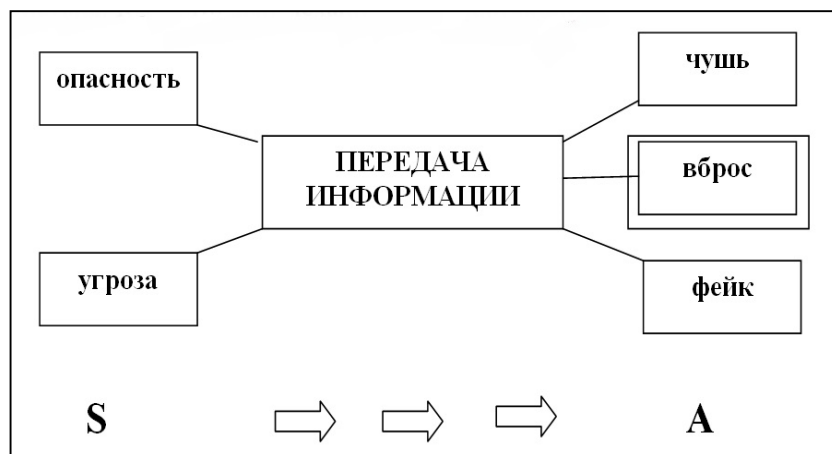 опасность
чушь
ПЕРЕДАЧА
ИНФОРМАЦИИ
вброс
угроза
фейк
S
A